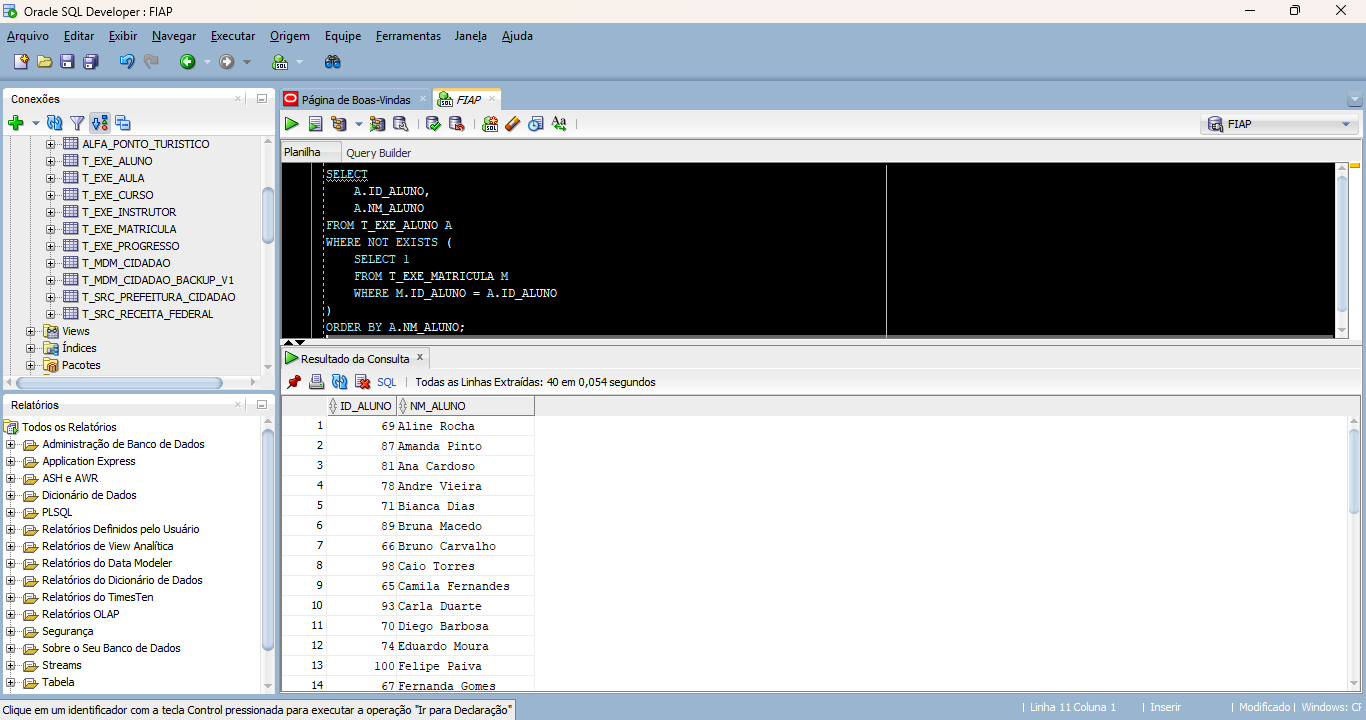 Oracle SQL Developer : FIAP
Arquivo Editar Exibir Navegar Executar Origem Equipe Ferramentas Janela Ajuda
Conexões
ALFA_PONTO_TURISTICO
T_EXE_ALUNO
T_EXE_AULA
T_EXE_CURSO
T_EXE_INSTRUTOR
T_EXE_MATRICULA
T_EXE_PROGRESSO
T_MDM_CIDADAO
T_MDM_CIDADAO_BACKUP_V1
T_SRC_PREFEITURA_CIDADAO
T_SRC_RECEITA_FEDERAL
Views
Índices
Pacotes
Relatórios
Todos os Relatórios
Administração de Banco de Dados
Application Express
ASH e AWR
Dicionário de Dados
PLSQL
Relatórios Definidos pelo Usuário
Relatórios de View Analítica
Relatórios do Data Modeler
Relatórios do Dicionário de Dados
Relatórios do TimesTen
Relatórios OLAP
Segurança
Sobre o Seu Banco de Dados
Streams
Tabela
Página de Boas-Vindas FIAP
FIAP
Planilha Query Builder
SELECT
A.ID_ALUNO,
A.NM_ALUNO
FROM T_EXE_ALUNO A
WHERE NOT EXISTS (
SELECT 1
FROM T_EXE_MATRICULA M
WHERE M.ID_ALUNO = A.ID_ALUNO
)
ORDER BY A.NM_ALUNO;
Resultado da Consulta
SQL Todas as Linhas Extraídas: 40 em 0,054 segundos
ID_ALUNO NM_ALUNO
1 69 Aline Rocha
2 87 Amanda Pinto
3 81 Ana Cardoso
4 78 Andre Vieira
5 71 Bianca Dias
6 89 Bruna Macedo
7 66 Bruno Carvalho
8 98 Caio Torres
9 65 Camila Fernandes
10 93 Carla Duarte
11 70 Diego Barbosa
12 74 Eduardo Moura
13 100 Felipe Paiva
14 67 Fernanda Gomes
Clique em um identificador com a tecla Control pressionada para executar a operação "Ir para Declaração"
Linha 11 Coluna 1 Inserir Modificado Windows: